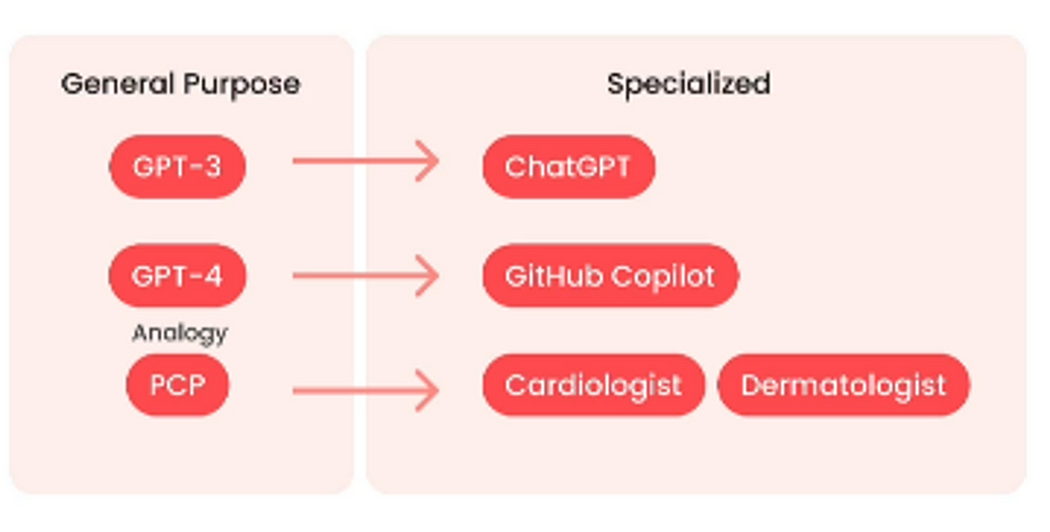 General Purpose
Specialized
GPT-3
ChatGPT
GPT-4
GitHub Copilot
Analogy
PCP
Cardiologist
Dermatologist